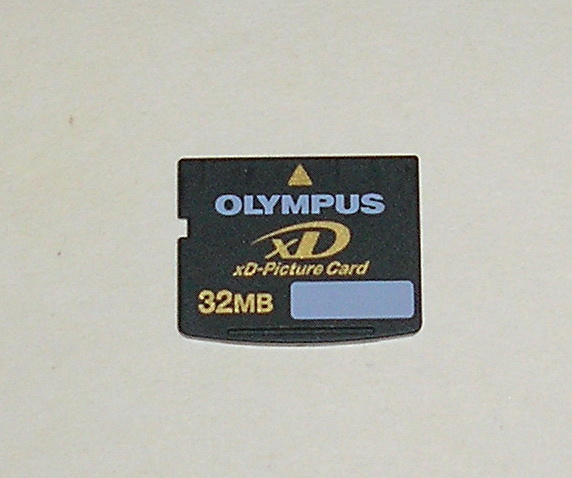 OLYMPUS
xD
xD-Picture Card
32MB